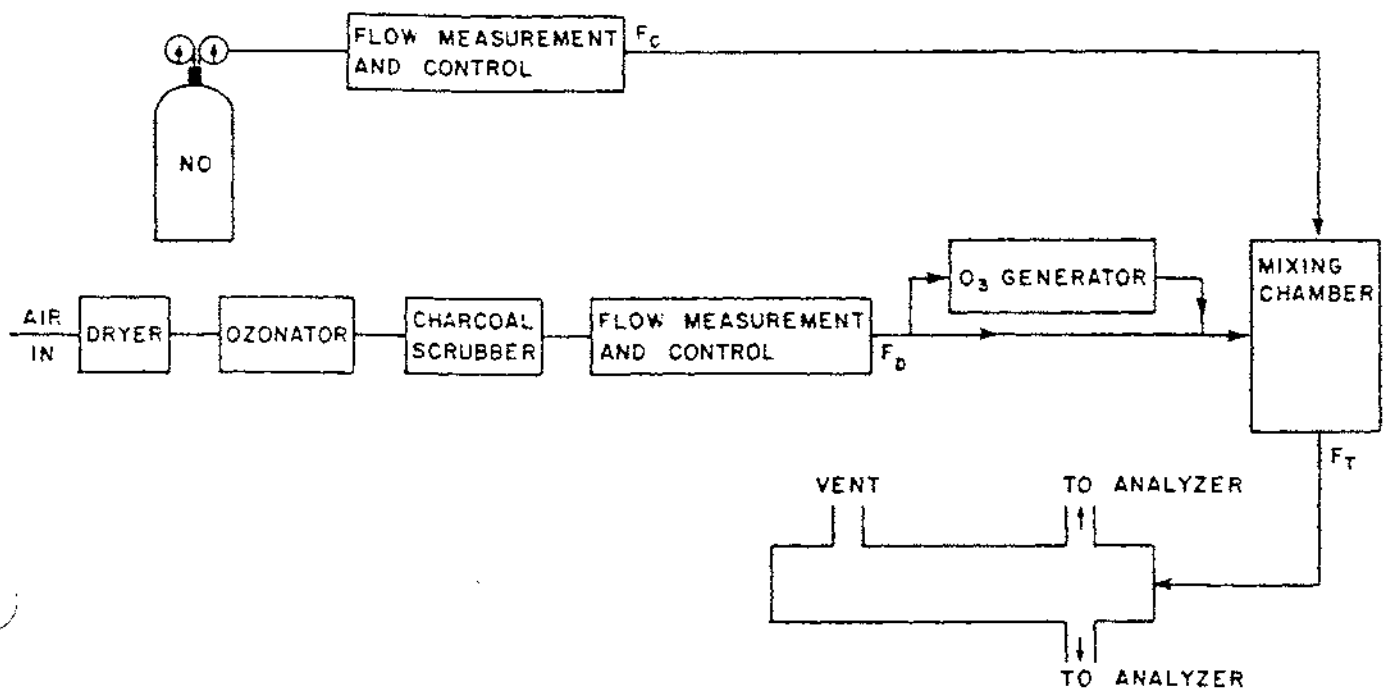 FLOW MEASUREMENT
AND CONTROL
F_C
NO
O₃ GENERATOR
MIXING
CHAMBER
AIR
IN
DRYER
OZONATOR
CHARCOAL
SCRUBBER
FLOW MEASUREMENT
AND CONTROL
F_D
F_T
VENT
TO ANALYZER
TO ANALYZER